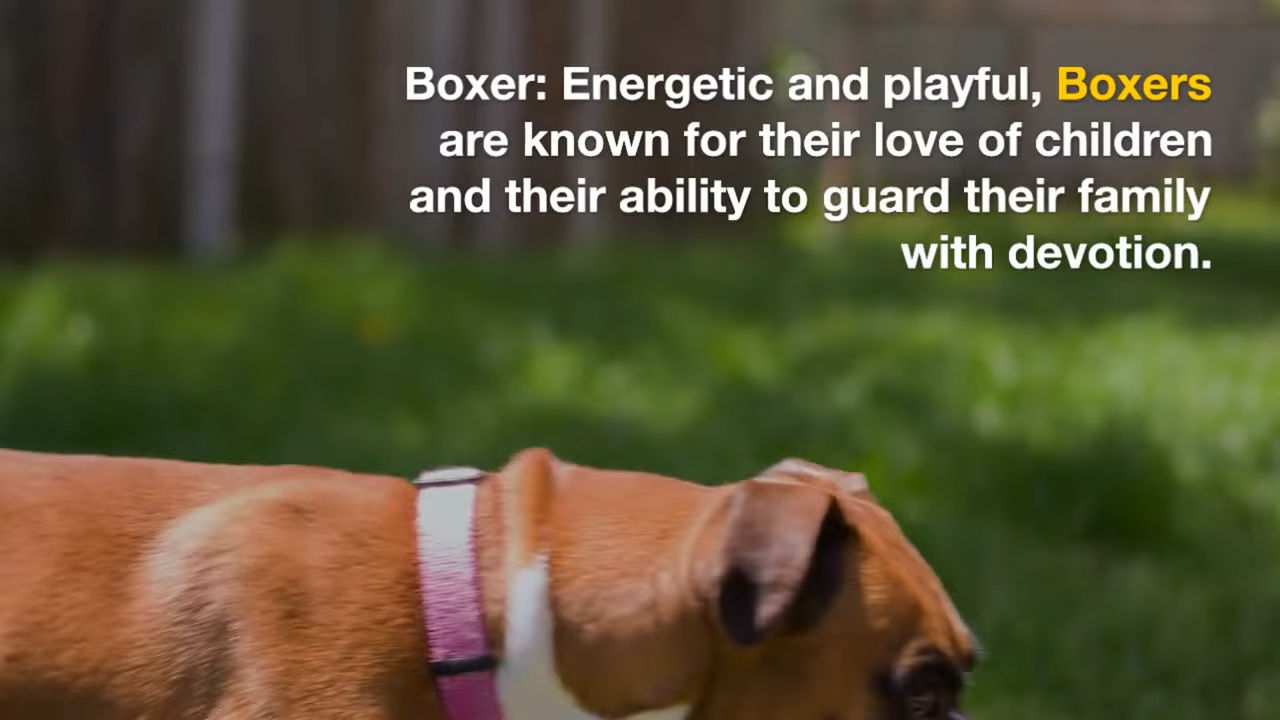 Boxer: Energetic and playful, Boxers
are known for their love of children
and their ability to guard their family
with devotion.